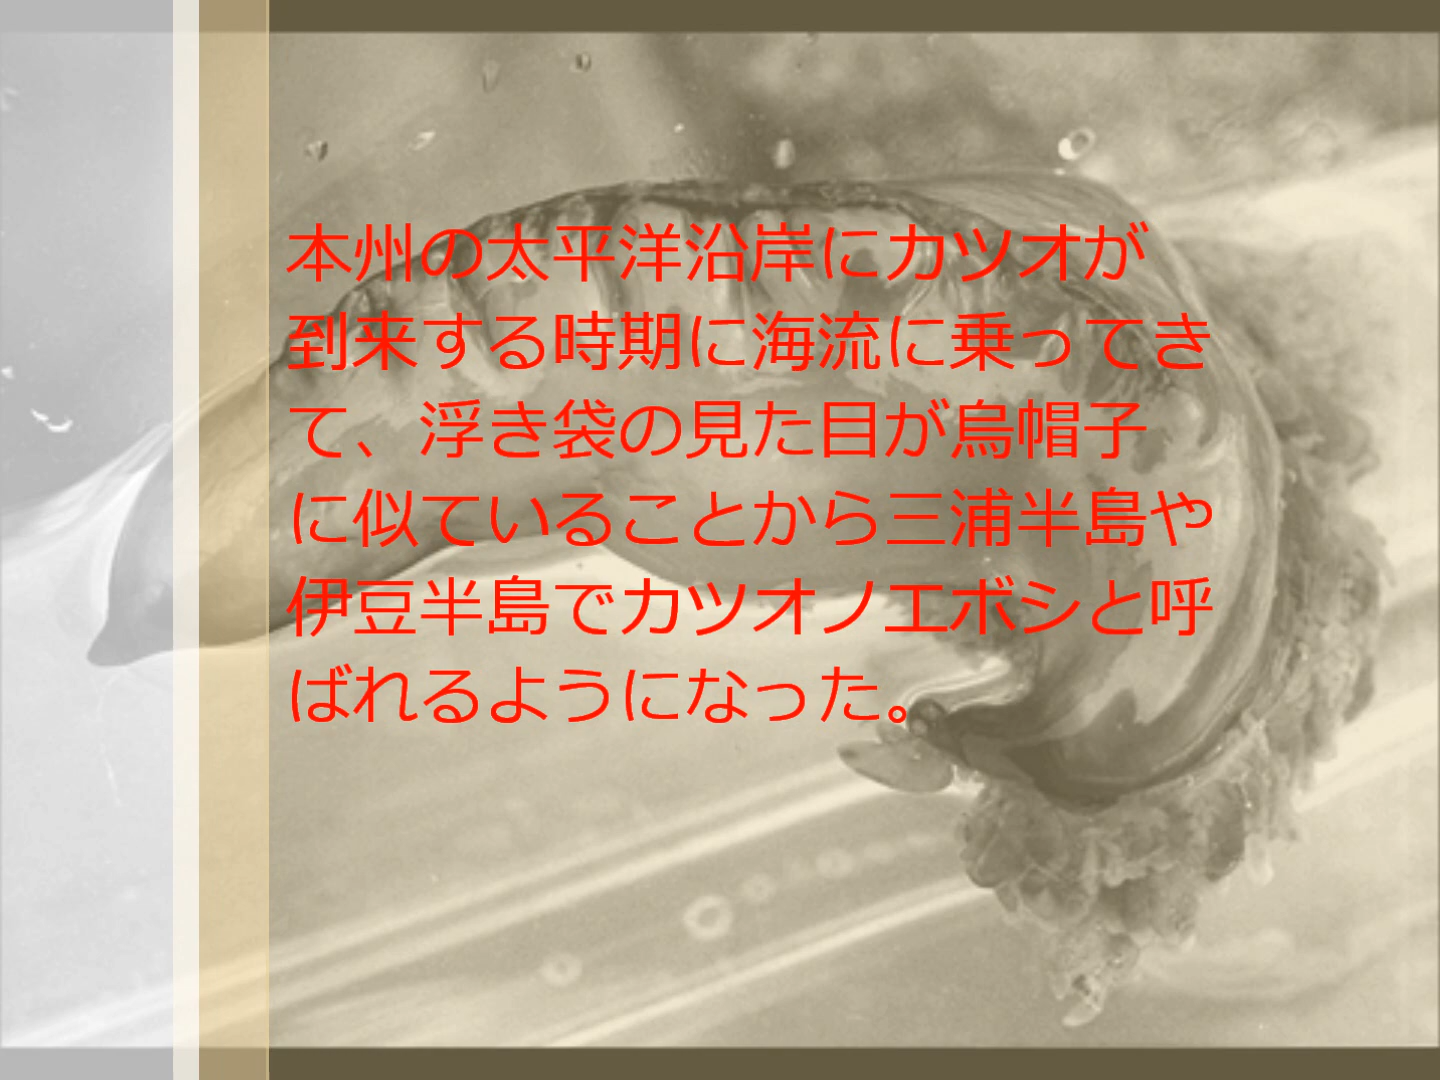 本州の太平洋沿岸にカツオが
到来する時期に海流に乗ってき
て、浮き袋の見た目が烏帽子
に似ていることから三浦半島や
伊豆半島でカツオノエボシと呼
ばれるようになった。